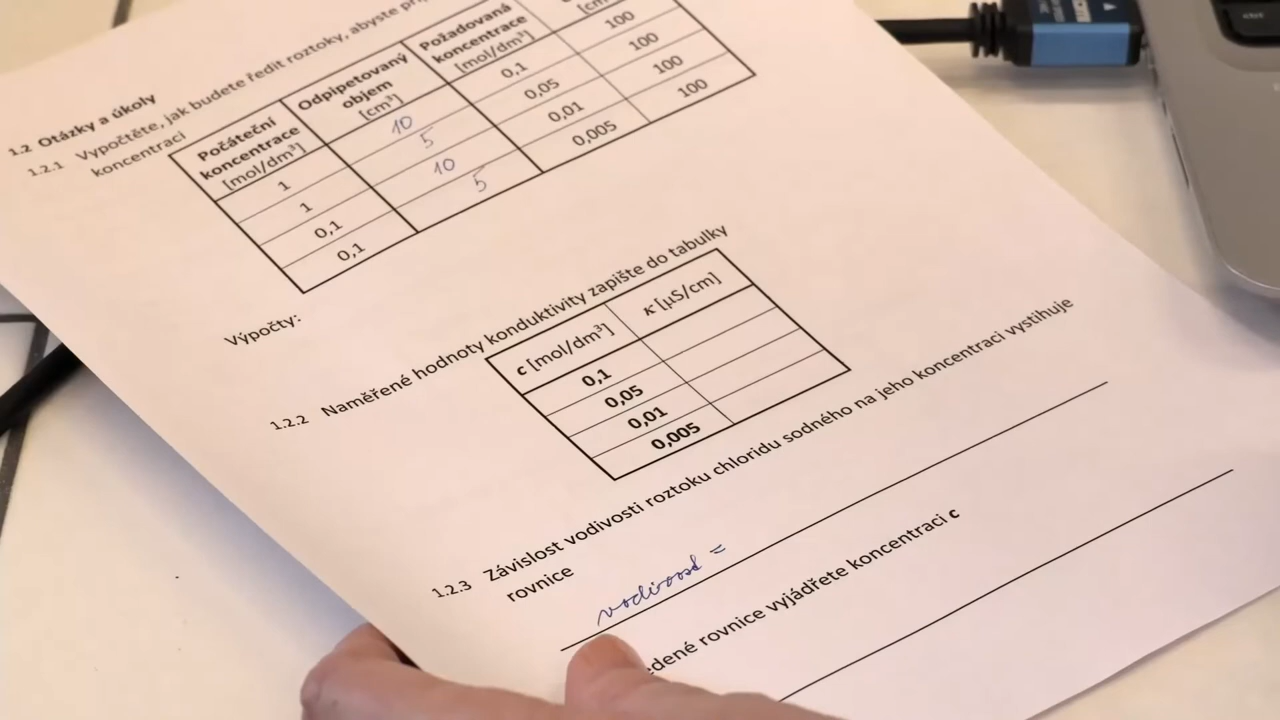 1.2 Otázky a úkoly
1.2.1 Vypočtěte, jak budete ředit roztoky, abyste
koncentraci
Počáteční koncentrace [mol/dm³] Odpipetovaný objem [cm³] Požadovaná koncentrace [mol/dm³]
1 10 0,1 100
1 5 0,05 100
0,1 10 0,01 100
0,1 5 0,005 100
Výpočty:
1.2.2 Naměřené hodnoty konduktivity zapište do tabulky
c [mol/dm³] κ [μS/cm]
0,1
0,05
0,01
0,005
1.2.3 Závislost vodivosti roztoku chloridu sodného na jeho koncentraci vystihuje
rovnice
vodivost =
edené rovnice vyjádřete koncentraci c
ctrl